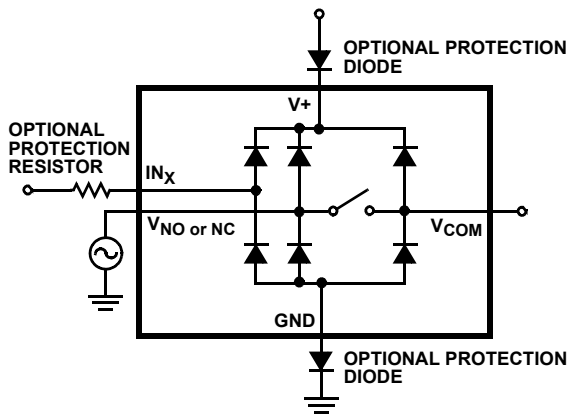 OPTIONAL PROTECTION
DIODE
V+
OPTIONAL
PROTECTION
RESISTOR
INX
VNO or NC
VCOM
GND
OPTIONAL PROTECTION
DIODE